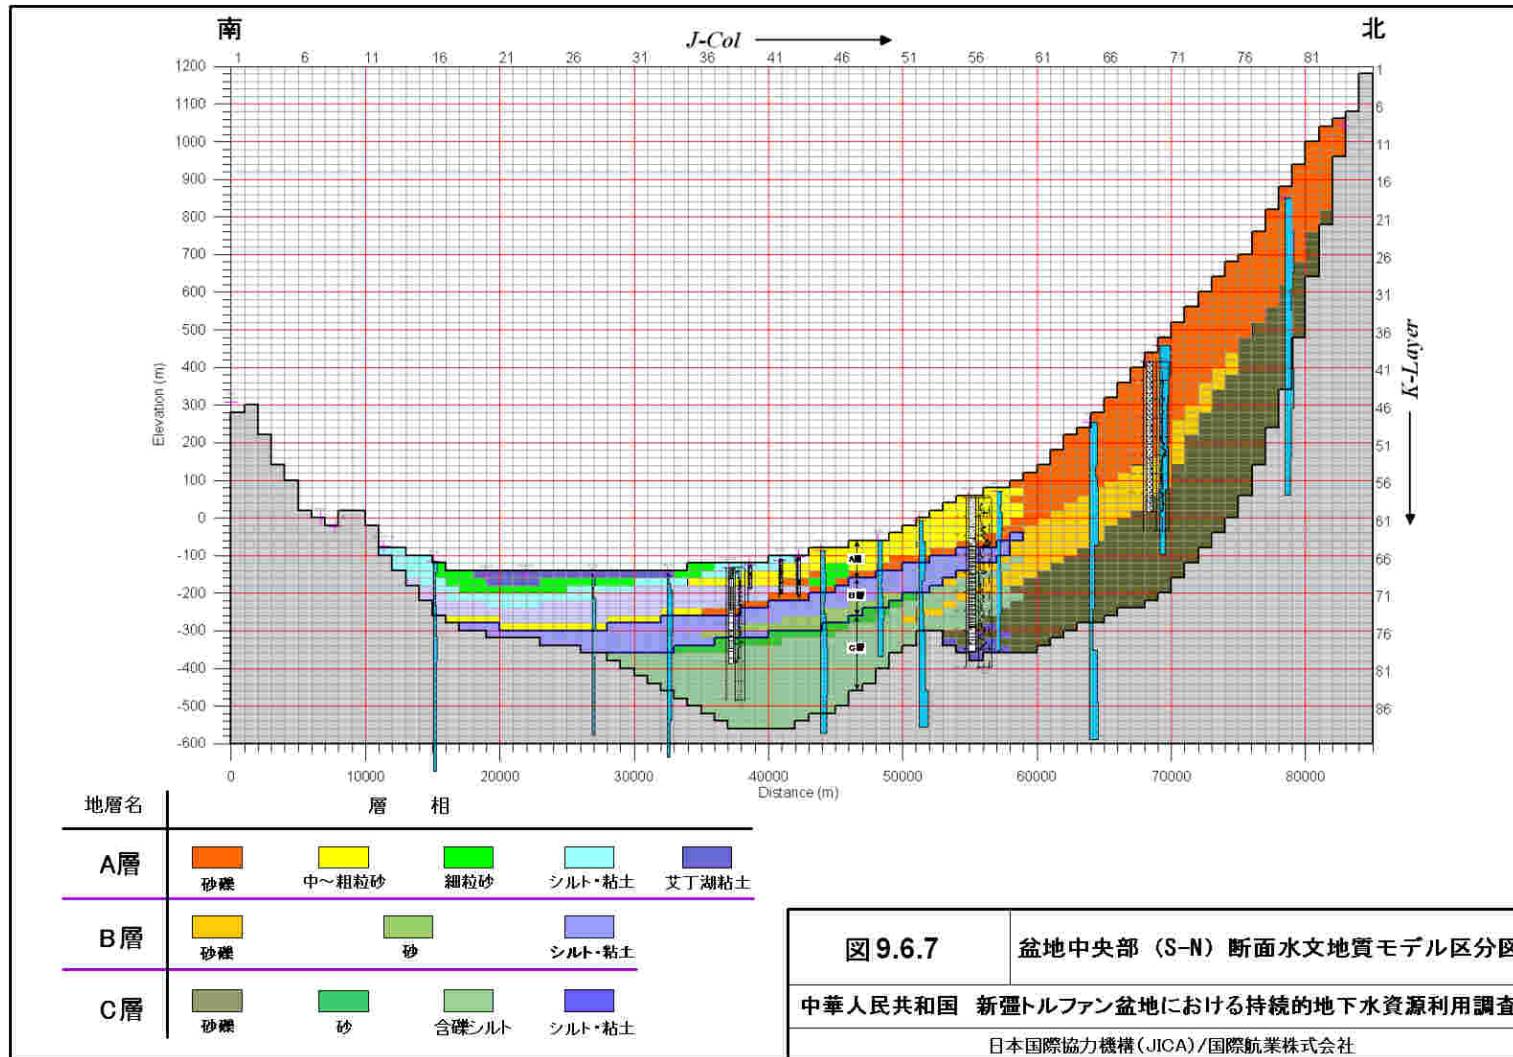 南 北
J-Col
1 6 11 16 21 26 31 36 41 46 51 56 61 66 71 76 81
1200 1
1100 6
1000 11
900 16
800 21
700 26
600 31
500 36
400 41
300 46
200 51
100 56
0 61
-100 66
-200 71
-300 76
-400 81
-500 86
-600
Elevation (m)
K-Layer
A層
B層
C層
0 10000 20000 30000 40000 50000 60000 70000 80000
Distance (m)
地層名 層 相
A層 砂礫 中～粗粒砂 細粒砂 シルト・粘土 艾丁湖粘土
B層 砂礫 砂 シルト・粘土
C層 砂礫 砂 含礫シルト シルト・粘土
図9.6.7 盆地中央部（S-N）断面水文地質モデル区分図
中華人民共和国 新疆トルファン盆地における持続的地下水資源利用調査
日本国際協力機構(JICA)/国際航業株式会社